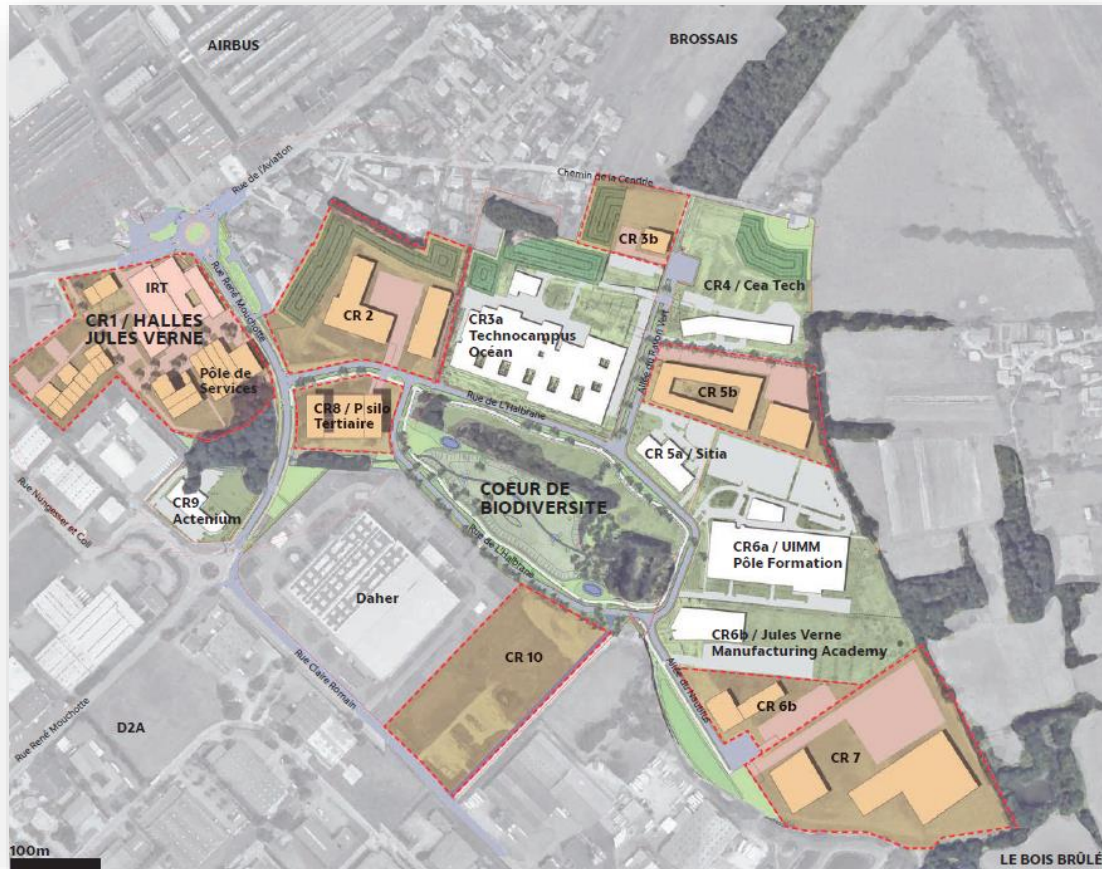 AIRBUS
BROSSAIS
Rue de l'Aviation
Chemin de la Cendrie
Rue René Mouchotte
IRT
CR1 / HALLES
JULES VERNE
Pôle de
Services
CR 2
CR 3b
CR3a
Technocampus
Océan
CR4 / Cea Tech
Allée du Rayon Vert
CR 5b
Rue de L'Halbrane
CR8 / P silo
Tertiaire
CR 5a / Sitia
COEUR DE
BIODIVERSITE
CR9
Actenium
Rue Nungesser et Coli
Rue de L'Halbrane
CR6a / UIMM
Pôle Formation
Daher
CR6b / Jules Verne
Manufacturing Academy
CR 10
Rue Claire Romain
Allée du Nautilus
CR 6b
Rue René Mouchotte
D2A
CR 7
100m
LE BOIS BRÛLÉ